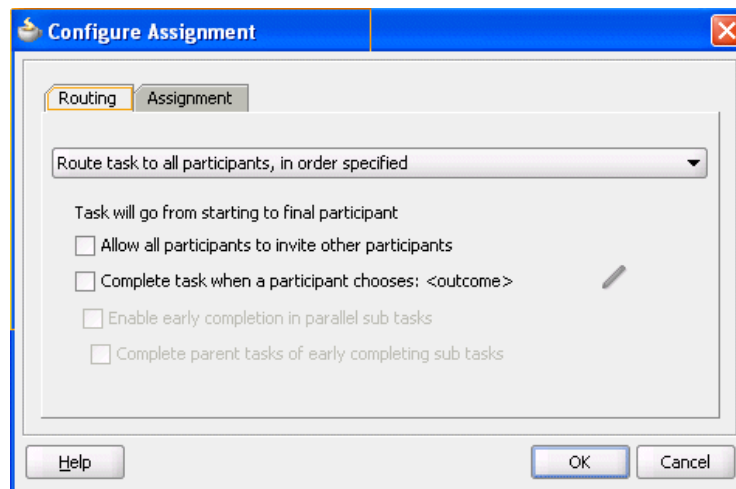 Configure Assignment
Routing
Assignment
Route task to all participants, in order specified
Task will go from starting to final participant
Allow all participants to invite other participants
Complete task when a participant chooses: <outcome>
Enable early completion in parallel sub tasks
Complete parent tasks of early completing sub tasks
Help
OK
Cancel